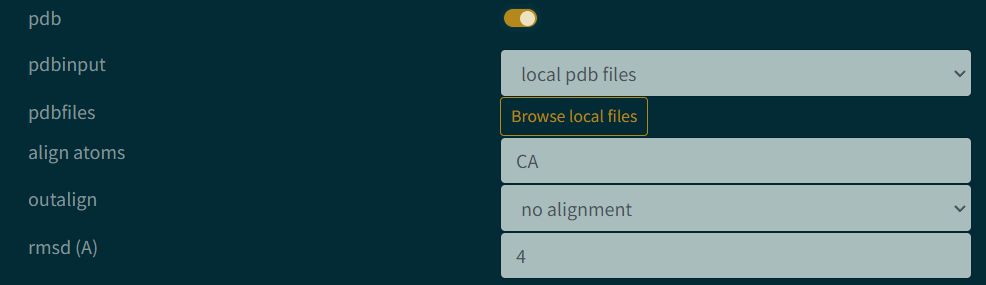 pdb
pdbinput local pdb files
pdbfiles Browse local files
align atoms CA
outalign no alignment
rmsd (A) 4